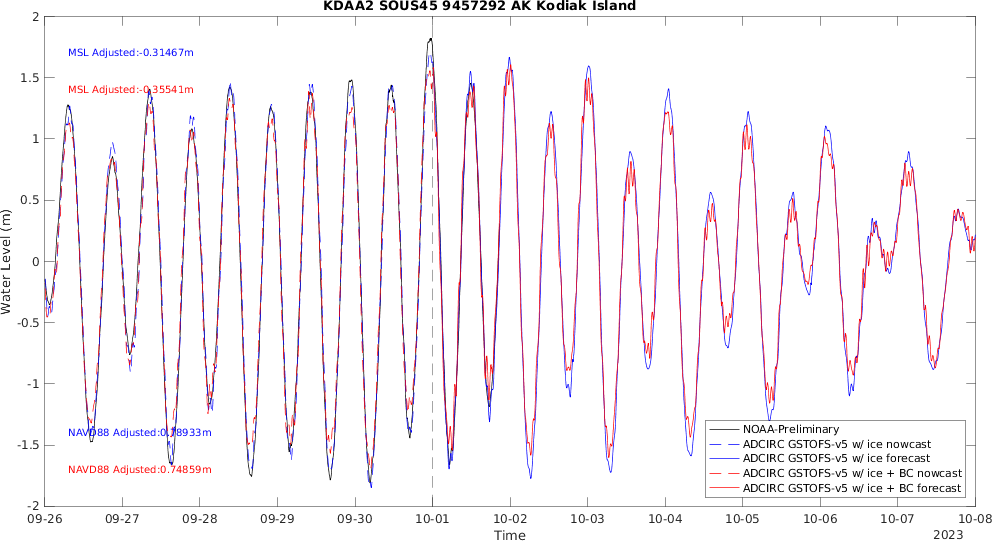 KDAA2 SOUS45 9457292 AK Kodiak Island
2
1.5
1
0.5
0
-0.5
-1
-1.5
-2
Water Level (m)
MSL Adjusted:-0.31467m
MSL Adjusted:-0.35541m
NAVD88 Adjusted:0.78933m
NAVD88 Adjusted:0.74859m
NOAA-Preliminary
ADCIRC GSTOFS-v5 w/ ice nowcast
ADCIRC GSTOFS-v5 w/ ice forecast
ADCIRC GSTOFS-v5 w/ ice + BC nowcast
ADCIRC GSTOFS-v5 w/ ice + BC forecast
09-26 09-27 09-28 09-29 09-30 10-01 10-02 10-03 10-04 10-05 10-06 10-07 10-08
Time
2023